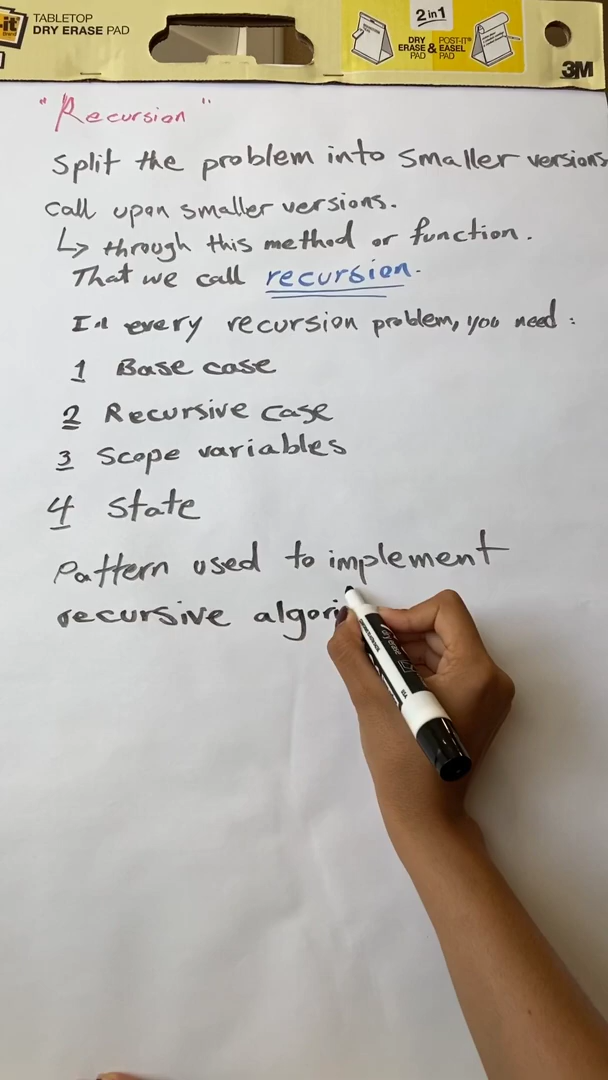 -it
TABLETOP
DRY ERASE PAD
2 in 1
DRY ERASE PAD & POST-IT® EASEL PAD
3M
"Recursion"
Split the problem into smaller versions
call upon smaller versions.
↳ through this method or function.
That we call recursion.
In every recursion problem, you need:
1 Base case
2 Recursive case
3 Scope variables
4 State
Pattern used to implement
recursive algori
dry erase